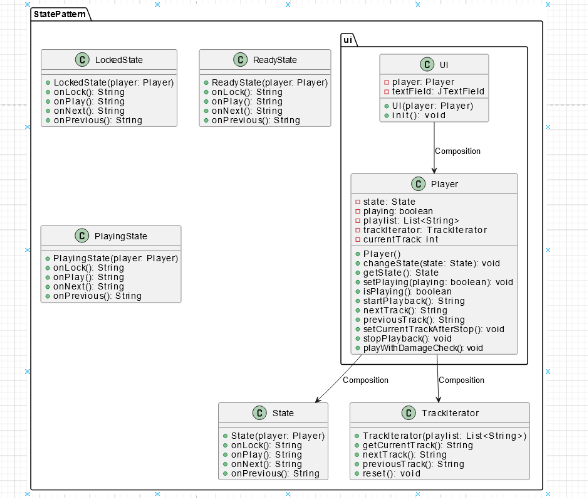 StatePattern
C LockedState
LockedState(player: Player)
onLock(): String
onPlay(): String
onNext(): String
onPrevious(): String
C ReadyState
ReadyState(player: Player)
onLock(): String
onPlay(): String
onNext(): String
onPrevious(): String
ui
C UI
player: Player
textField: JTextField
UI(player: Player)
init(): void
Composition
C Player
state: State
playing: boolean
playlist: List<String>
trackIterator: TrackIterator
currentTrack: int
Player()
changeState(state: State): void
getState(): State
setPlaying(playing: boolean): void
isPlaying(): boolean
startPlayback(): String
nextTrack(): String
previousTrack(): String
setCurrentTrackAfterStop(): void
stopPlayback(): void
playWithDamageCheck(): void
C PlayingState
PlayingState(player: Player)
onLock(): String
onPlay(): String
onNext(): String
onPrevious(): String
Composition
Composition
C State
State(player: Player)
onLock(): String
onPlay(): String
onNext(): String
onPrevious(): String
C TrackIterator
TrackIterator(playlist: List<String>)
getCurrentTrack(): String
nextTrack(): String
previousTrack(): String
reset(): void